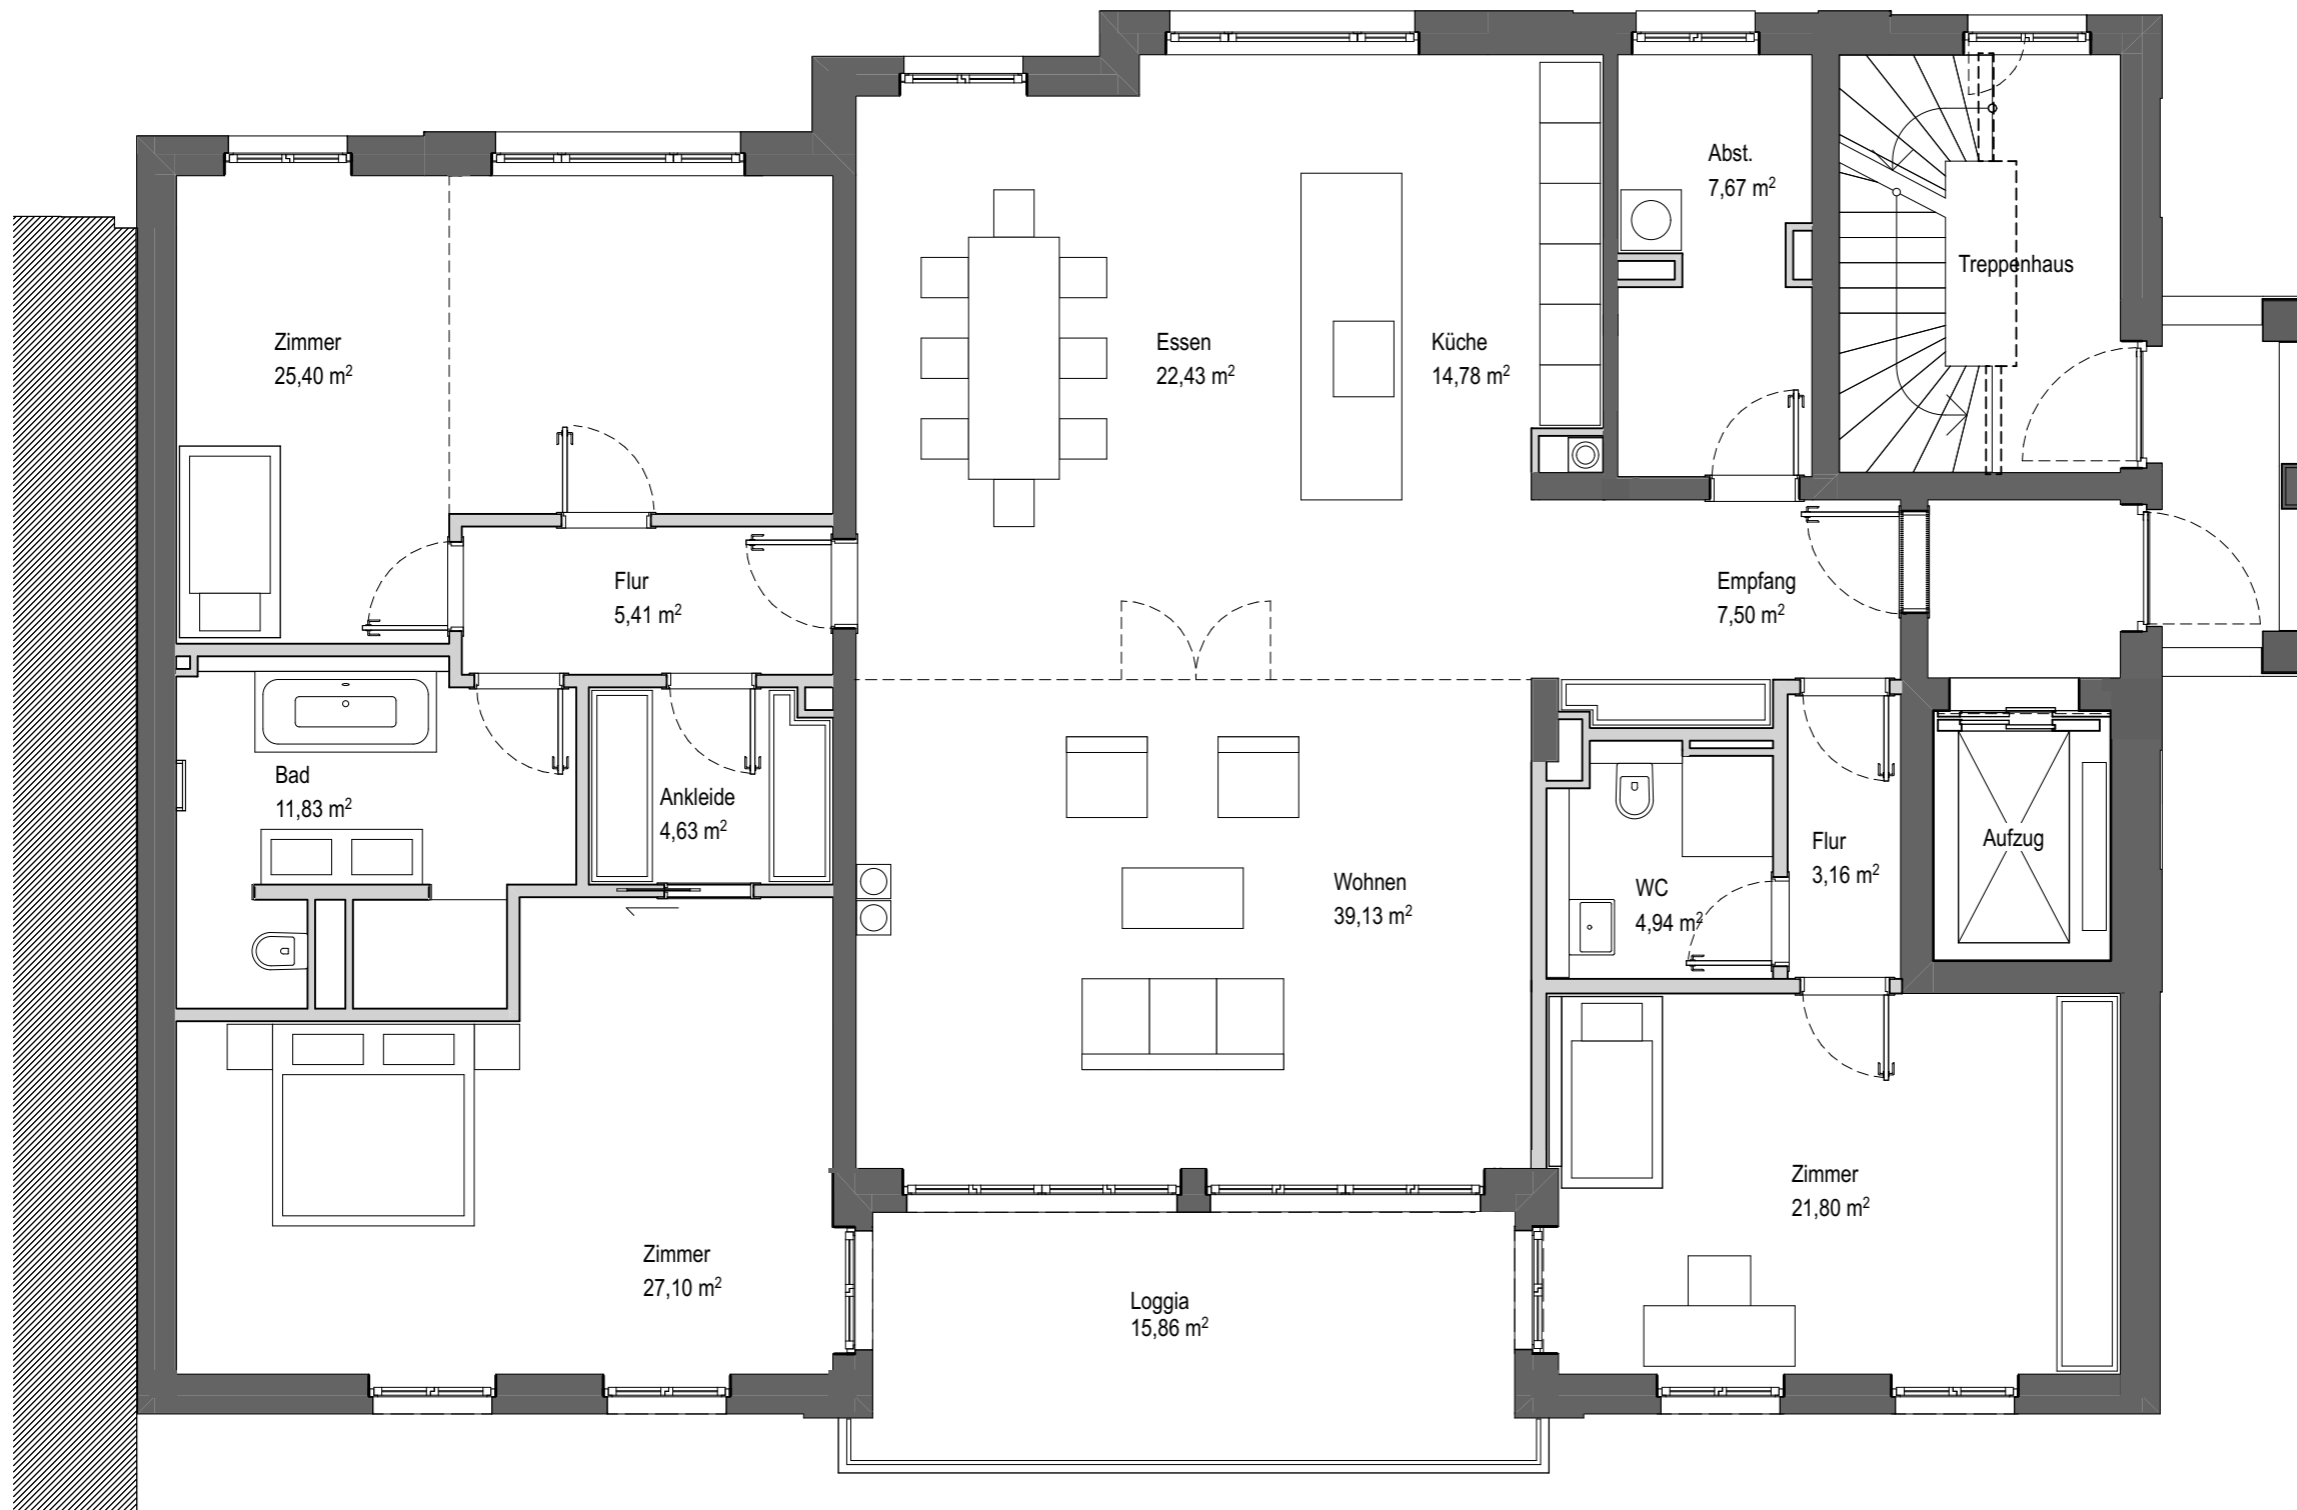 Abst.
7,67 m²
Treppenhaus
Zimmer
25,40 m²
Essen
22,43 m²
Küche
14,78 m²
Flur
5,41 m²
Empfang
7,50 m²
Bad
11,83 m²
Ankleide
4,63 m²
Wohnen
39,13 m²
WC
4,94 m²
Flur
3,16 m²
Aufzug
Zimmer
21,80 m²
Zimmer
27,10 m²
Loggia
15,86 m²